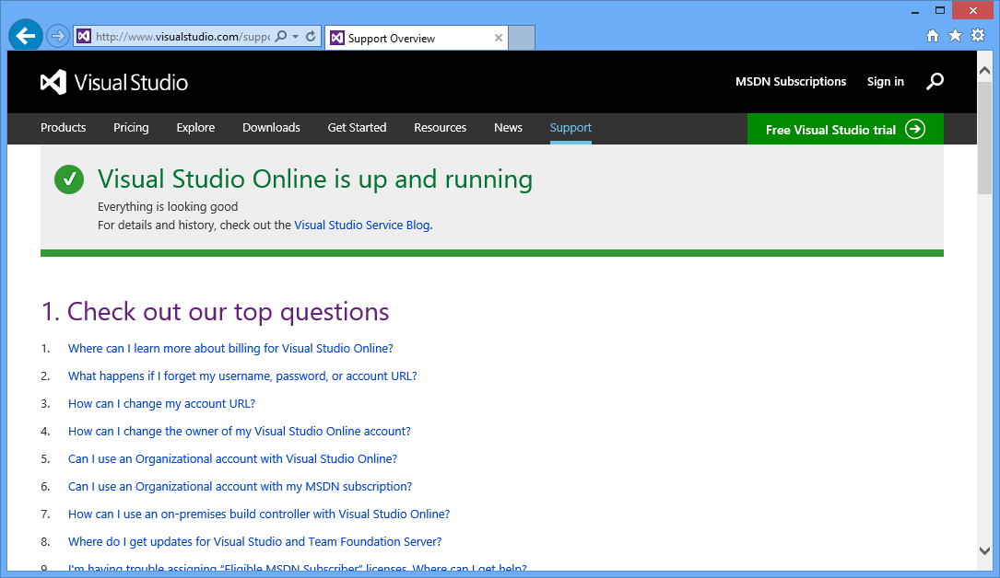 http://www.visualstudio.com/supp
Support Overview
Visual Studio
MSDN Subscriptions Sign in
Products Pricing Explore Downloads Get Started Resources News Support
Free Visual Studio trial
Visual Studio Online is up and running
Everything is looking good
For details and history, check out the Visual Studio Service Blog.
1. Check out our top questions
1. Where can I learn more about billing for Visual Studio Online?
2. What happens if I forget my username, password, or account URL?
3. How can I change my account URL?
4. How can I change the owner of my Visual Studio Online account?
5. Can I use an Organizational account with Visual Studio Online?
6. Can I use an Organizational account with my MSDN subscription?
7. How can I use an on-premises build controller with Visual Studio Online?
8. Where do I get updates for Visual Studio and Team Foundation Server?
9. I'm having trouble assigning "Eligible MSDN Subscriber" licenses. Where can I get help?